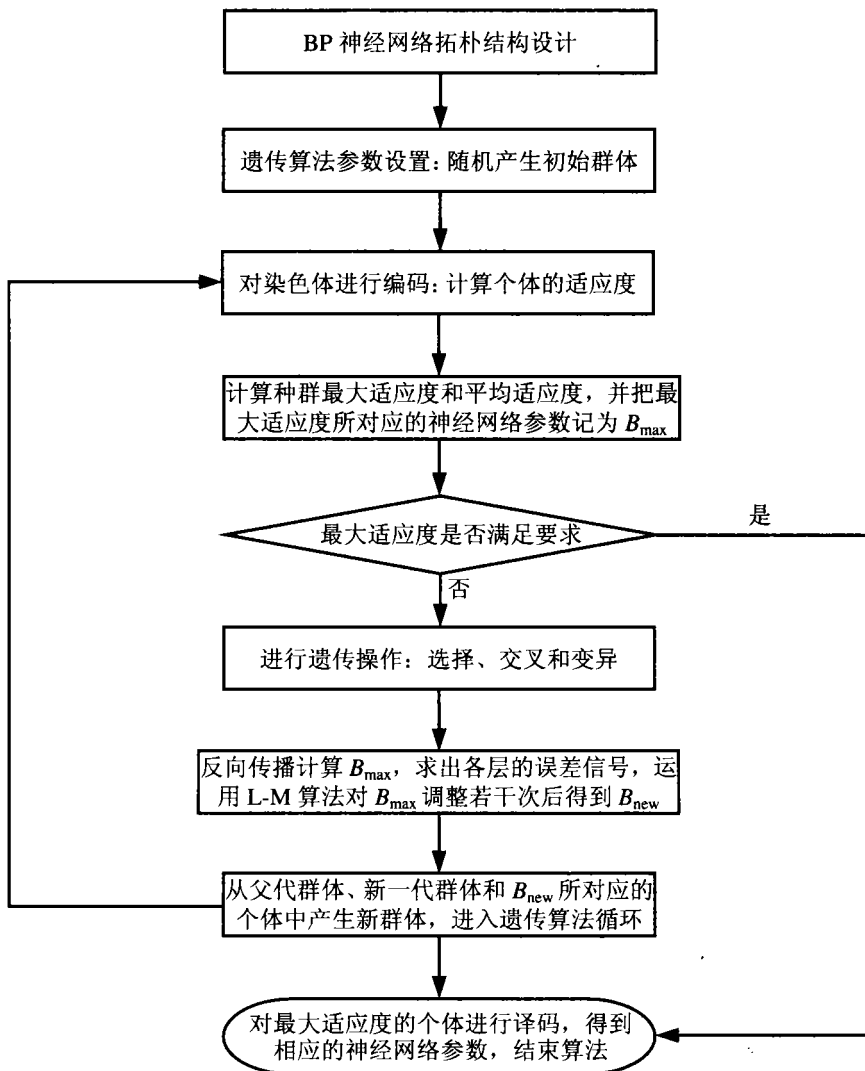 BP 神经网络拓朴结构设计
遗传算法参数设置：随机产生初始群体
对染色体进行编码：计算个体的适应度
计算种群最大适应度和平均适应度，并把最
大适应度所对应的神经网络参数记为 Bmax
最大适应度是否满足要求
是
否
进行遗传操作：选择、交叉和变异
反向传播计算 Bmax，求出各层的误差信号，运
用 L-M 算法对 Bmax 调整若干次后得到 Bnew
从父代群体、新一代群体和 Bnew 所对应的
个体中产生新群体，进入遗传算法循环
对最大适应度的个体进行译码，得到
相应的神经网络参数，结束算法